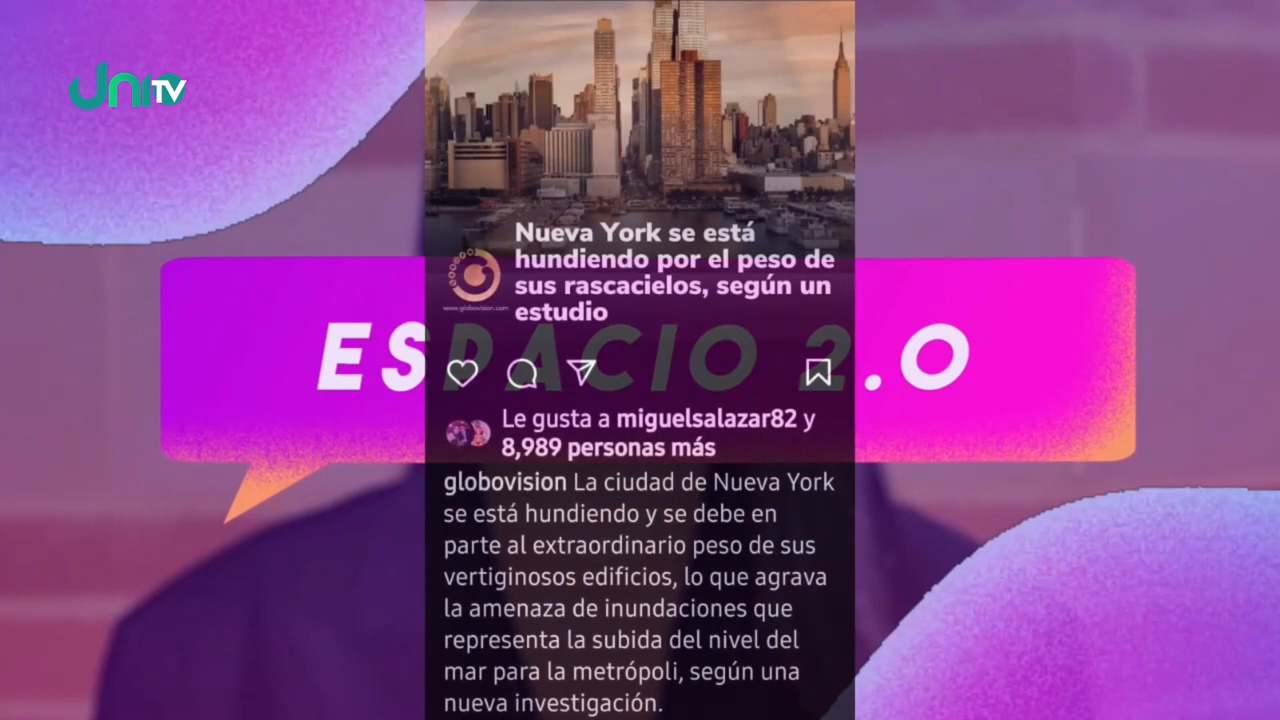 UniTV
Nueva York se está
hundiendo por el peso de
sus rascacielos, según un
estudio
www.globovision.com
ESPACIO 2.0
Le gusta a miguelsalazar82 y
8,989 personas más
globovision La ciudad de Nueva York
se está hundiendo y se debe en
parte al extraordinario peso de sus
vertiginosos edificios, lo que agrava
la amenaza de inundaciones que
representa la subida del nivel del
mar para la metrópoli, según una
nueva investigación.